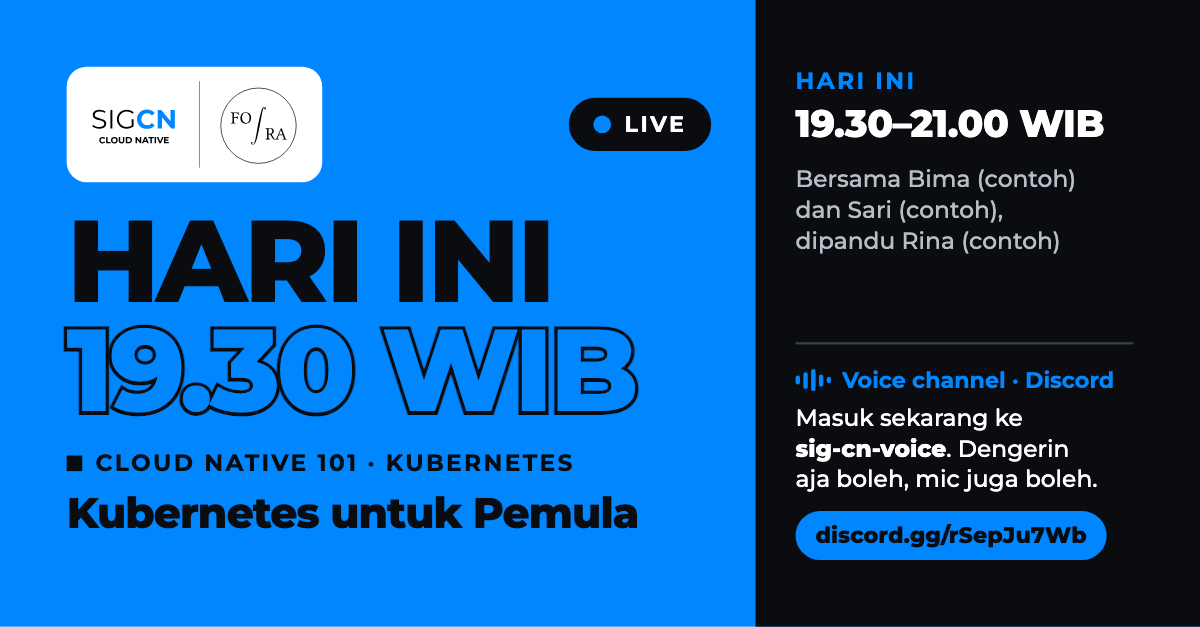 SIGCN
CLOUD NATIVE
FO
RA
LIVE
HARI INI
19.30 WIB
CLOUD NATIVE 101 · KUBERNETES
Kubernetes untuk Pemula
HARI INI
19.30–21.00 WIB
Bersama Bima (contoh)
dan Sari (contoh),
dipandu Rina (contoh)
Voice channel · Discord
Masuk sekarang ke
sig-cn-voice. Dengerin
aja boleh, mic juga boleh.
discord.gg/rSepJu7Wb